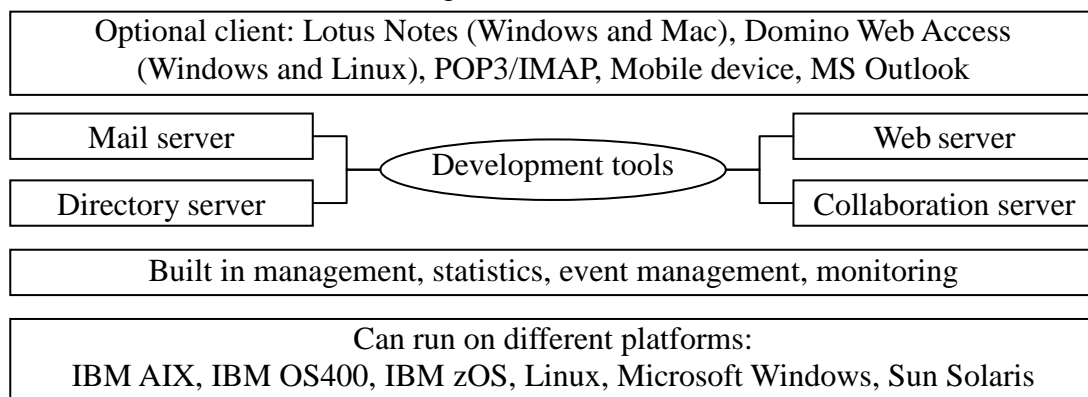 Optional client: Lotus Notes (Windows and Mac), Domino Web Access
(Windows and Linux), POP3/IMAP, Mobile device, MS Outlook
Mail server
Directory server
Development tools
Web server
Collaboration server
Built in management, statistics, event management, monitoring
Can run on different platforms:
IBM AIX, IBM OS400, IBM zOS, Linux, Microsoft Windows, Sun Solaris